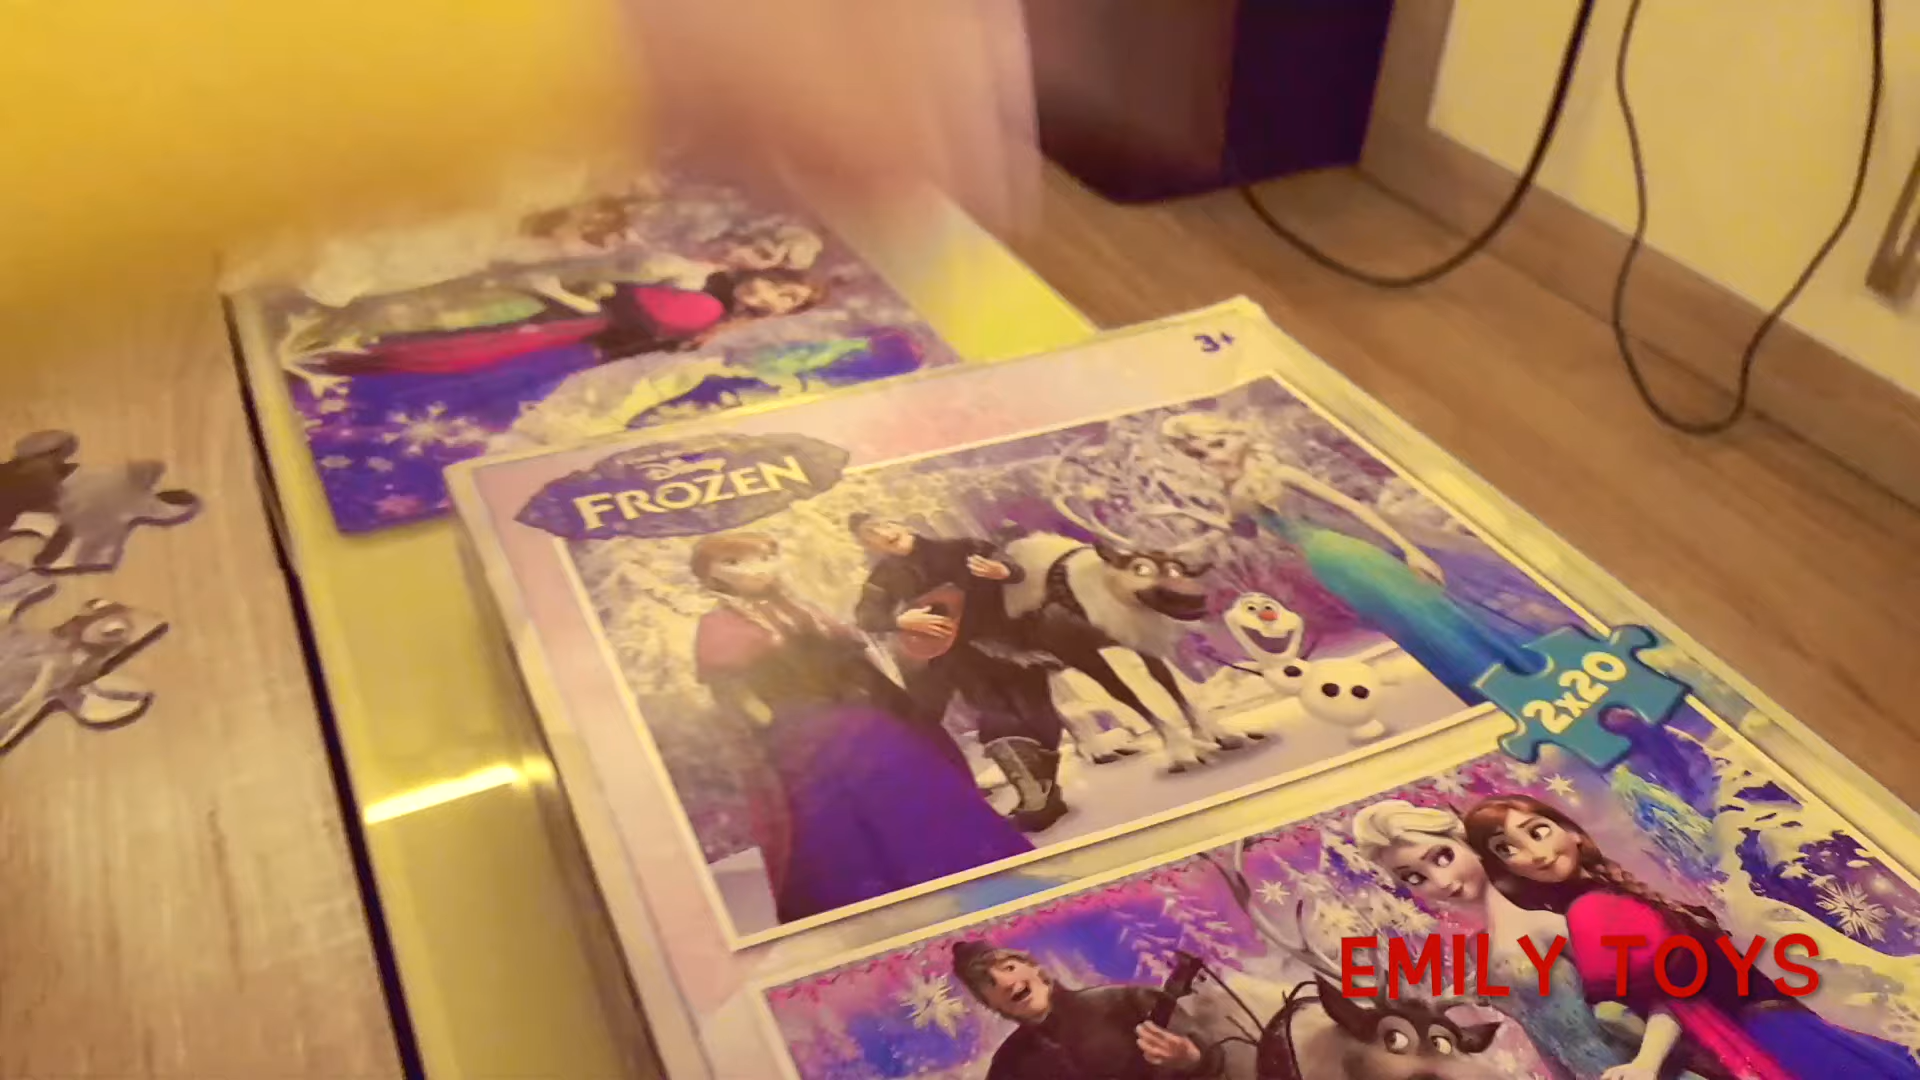 3+
Disney
FROZEN
2x20
EMILY TOYS